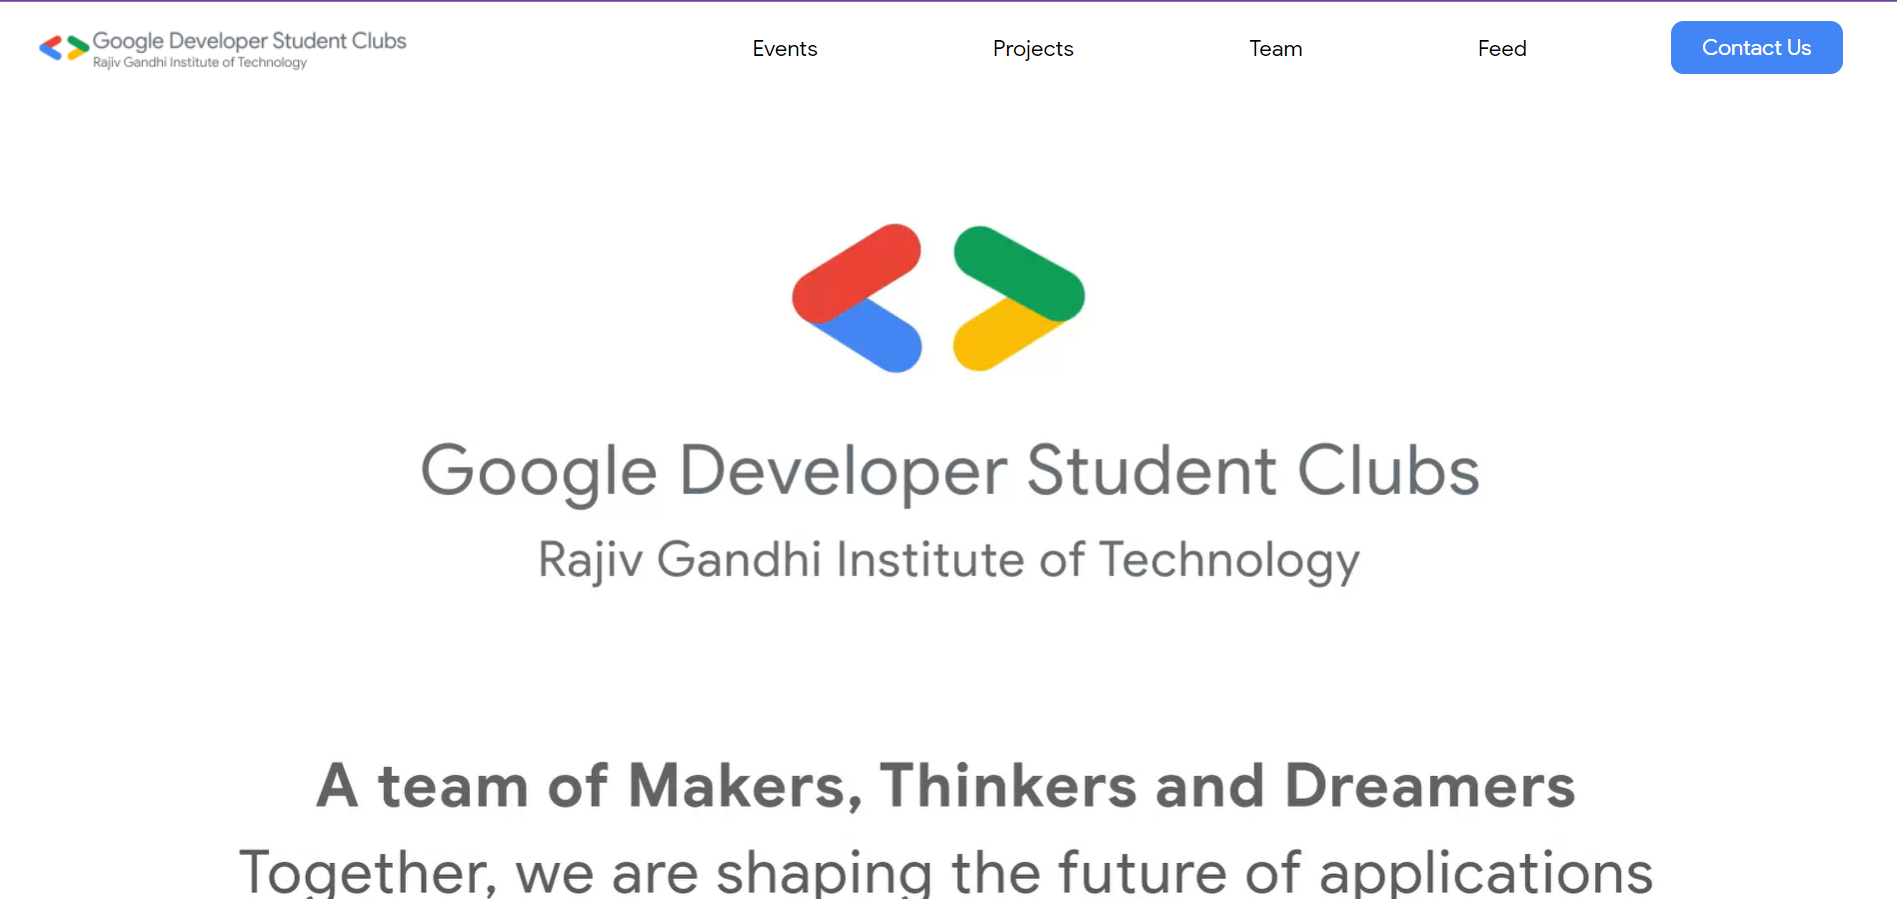 Google Developer Student Clubs
Rajiv Gandhi Institute of Technology
Events Projects Team Feed Contact Us
Google Developer Student Clubs
Rajiv Gandhi Institute of Technology
A team of Makers, Thinkers and Dreamers
Together, we are shaping the future of applications